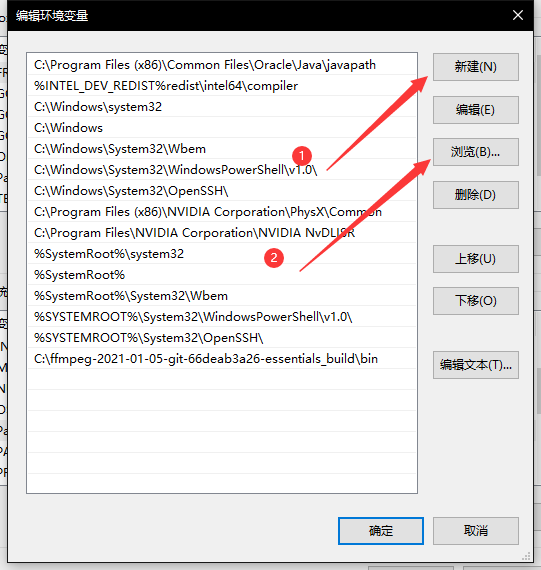 编辑环境变量
C:\Program Files (x86)\Common Files\Oracle\Java\javapath
%INTEL_DEV_REDIST%redist\intel64\compiler
C:\Windows\system32
C:\Windows
C:\Windows\System32\Wbem
C:\Windows\System32\WindowsPowerShell\v1.0\
C:\Windows\System32\OpenSSH\
C:\Program Files (x86)\NVIDIA Corporation\PhysX\Common
C:\Program Files\NVIDIA Corporation\NVIDIA NvDLISR
%SystemRoot%\system32
%SystemRoot%
%SystemRoot%\System32\Wbem
%SYSTEMROOT%\System32\WindowsPowerShell\v1.0\
%SYSTEMROOT%\System32\OpenSSH\
C:\ffmpeg-2021-01-05-git-66deab3a26-essentials_build\bin
1
2
新建(N)
编辑(E)
浏览(B)...
删除(D)
上移(U)
下移(O)
编辑文本(T)...
确定
取消